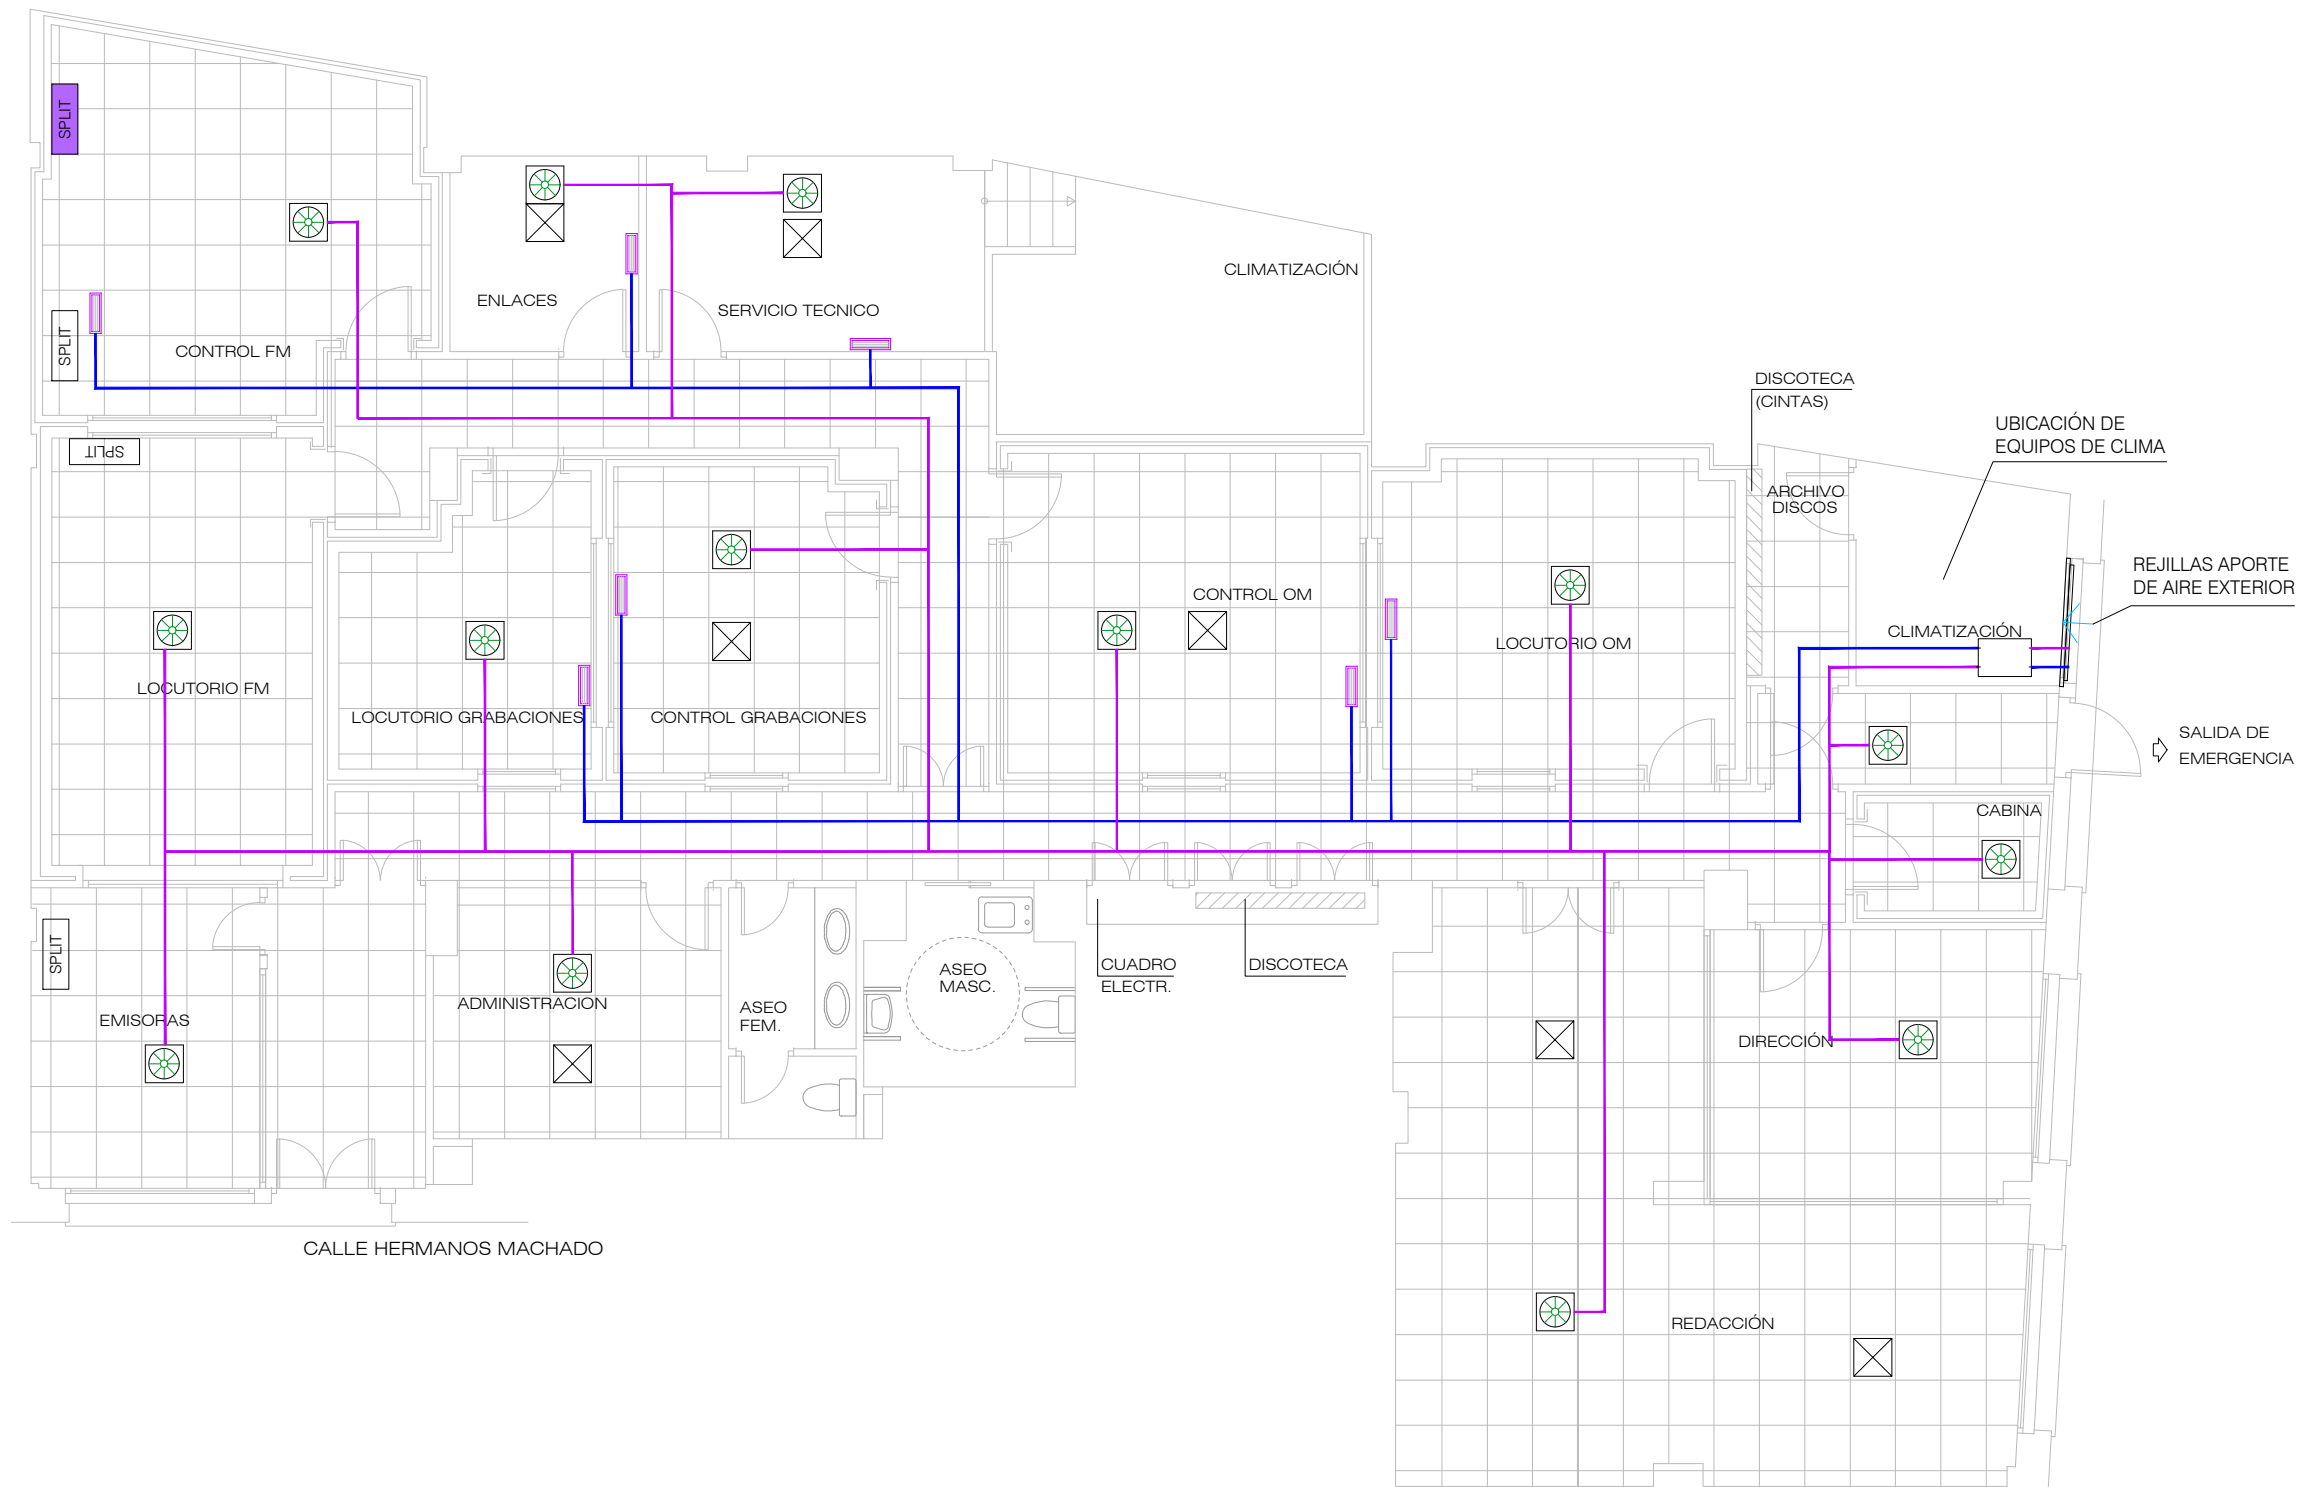 SPLIT
CLIMATIZACIÓN
ENLACES
SERVICIO TECNICO
SPLIT
CONTROL FM
DISCOTECA
(CINTAS)
UBICACIÓN DE
EQUIPOS DE CLIMA
SPLIT
ARCHIVO
DISCOS
REJILLAS APORTE
DE AIRE EXTERIOR
CONTROL OM
LOCUTORIO OM
CLIMATIZACIÓN
LOCUTORIO FM
LOCUTORIO GRABACIONES
CONTROL GRABACIONES
SALIDA DE
EMERGENCIA
CABINA
SPLIT
CUADRO
ELECTR.
DISCOTECA
ASEO
MASC.
ADMINISTRACION
ASEO
FEM.
EMISORAS
DIRECCIÓN
CALLE HERMANOS MACHADO
REDACCIÓN